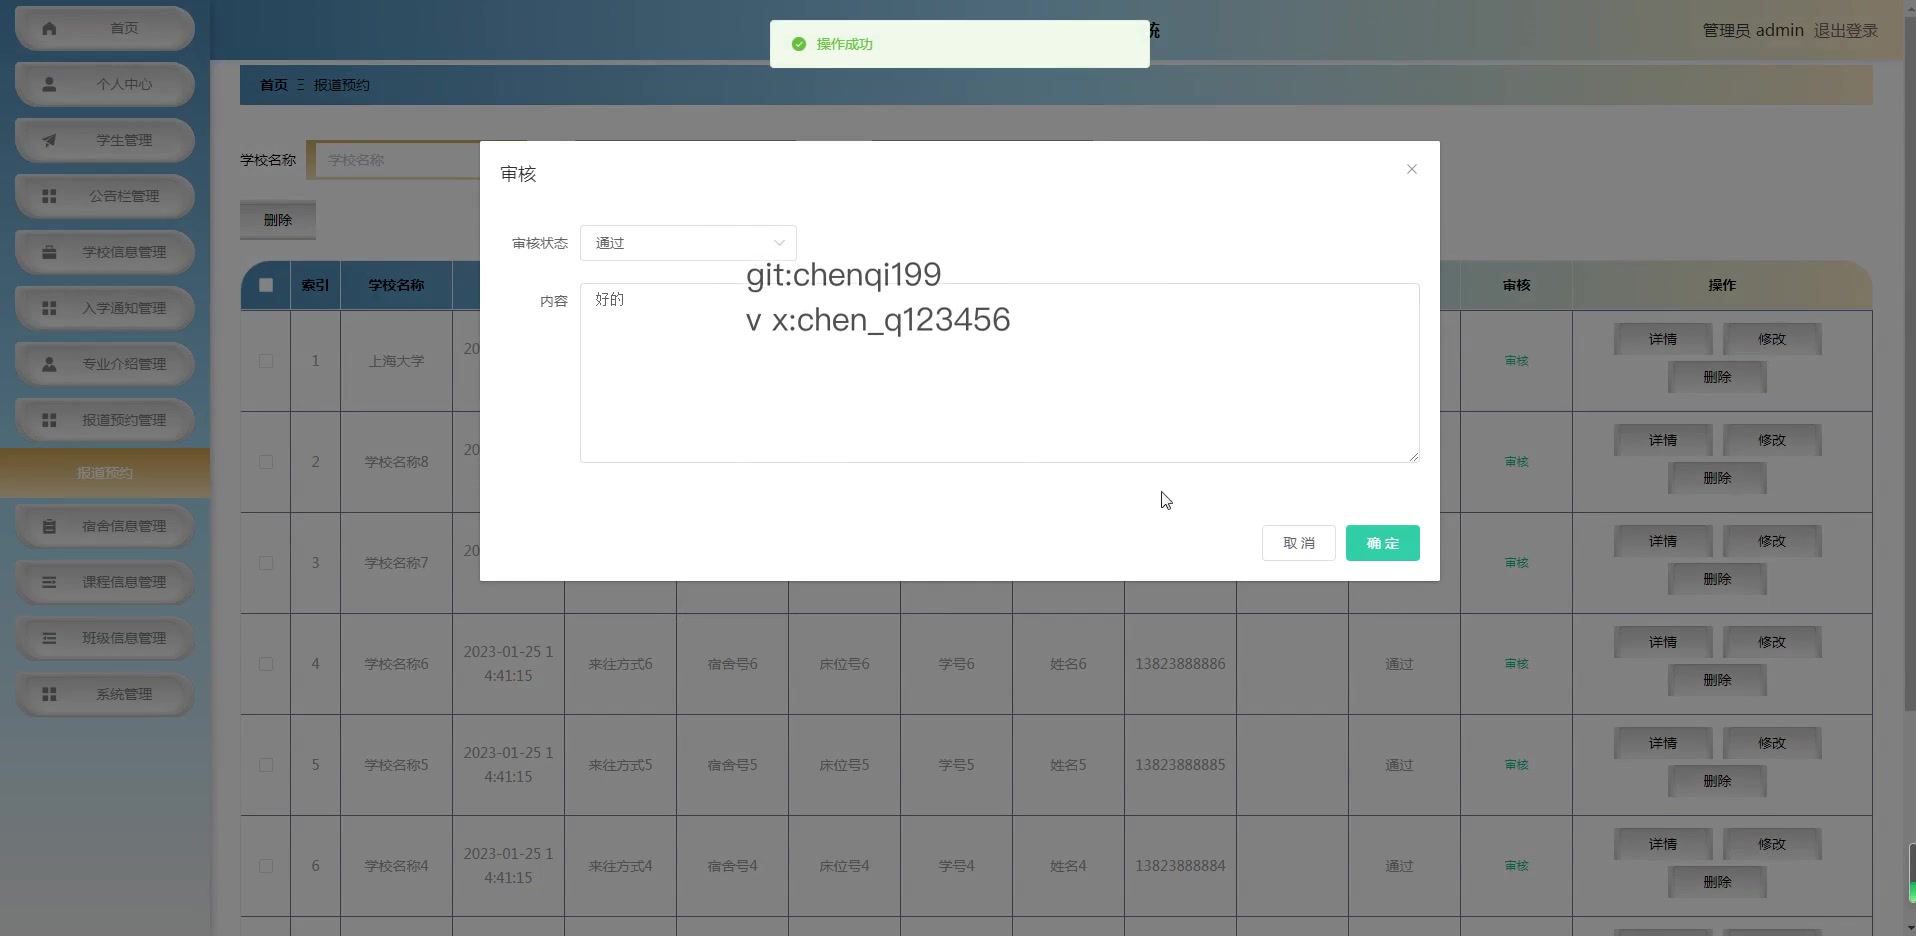 首页
个人中心
学生管理
公告栏管理
学校信息管理
入学通知管理
专业介绍管理
报道预约管理
报道预约
宿舍信息管理
课程信息管理
班级信息管理
系统管理
统
管理员 admin 退出登录
操作成功
首页 Ξ 报道预约
学校名称 学校名称
删除
审核
审核状态 通过
内容 好的
git:chenqi199
v x:chen_q123456
取 消 确 定
索引 学校名称 审核 操作
1 上海大学 20 审核 详情 修改 删除
2 学校名称8 20 审核 详情 修改 删除
3 学校名称7 20 审核 详情 修改 删除
4 学校名称6 2023-01-25 14:41:15 来往方式6 宿舍号6 床位号6 学号6 姓名6 13823888886 通过 审核 详情 修改 删除
5 学校名称5 2023-01-25 14:41:15 来往方式5 宿舍号5 床位号5 学号5 姓名5 13823888885 通过 审核 详情 修改 删除
6 学校名称4 2023-01-25 14:41:15 来往方式4 宿舍号4 床位号4 学号4 姓名4 13823888884 通过 审核 详情 修改 删除